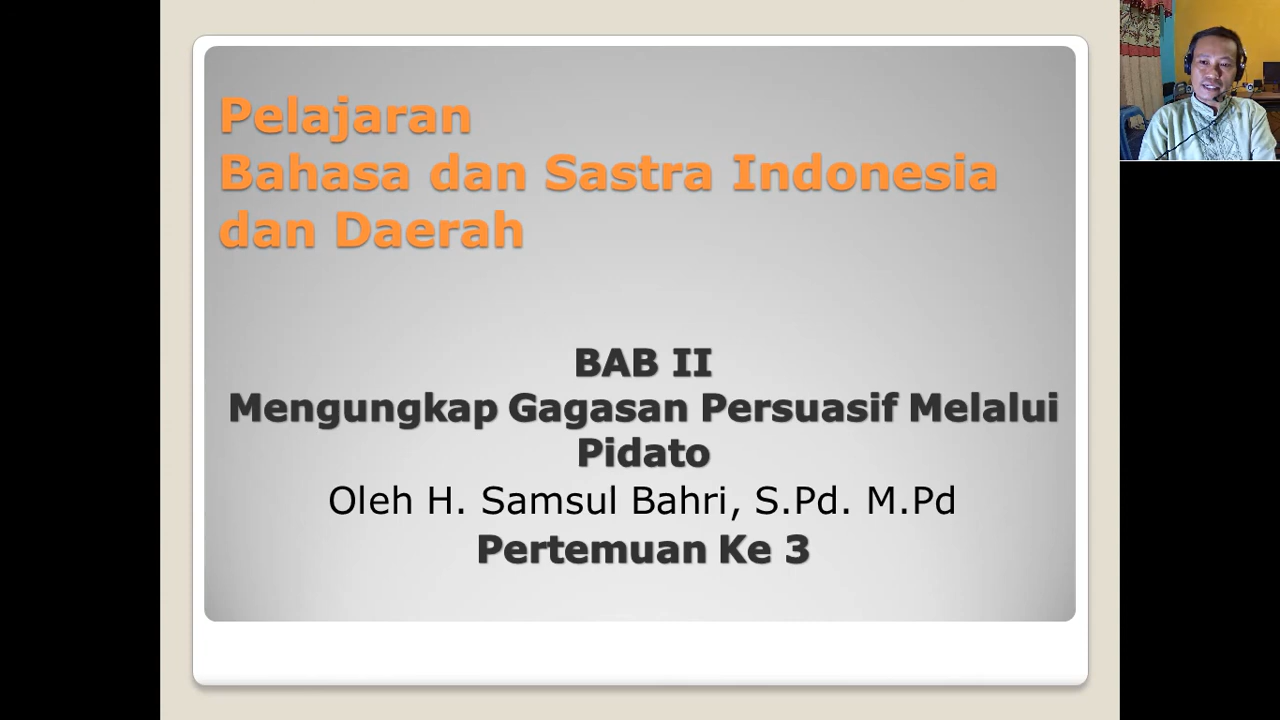 Pelajaran
Bahasa dan Sastra Indonesia
dan Daerah
BAB II
Mengungkap Gagasan Persuasif Melalui
Pidato
Oleh H. Samsul Bahri, S.Pd. M.Pd
Pertemuan Ke 3